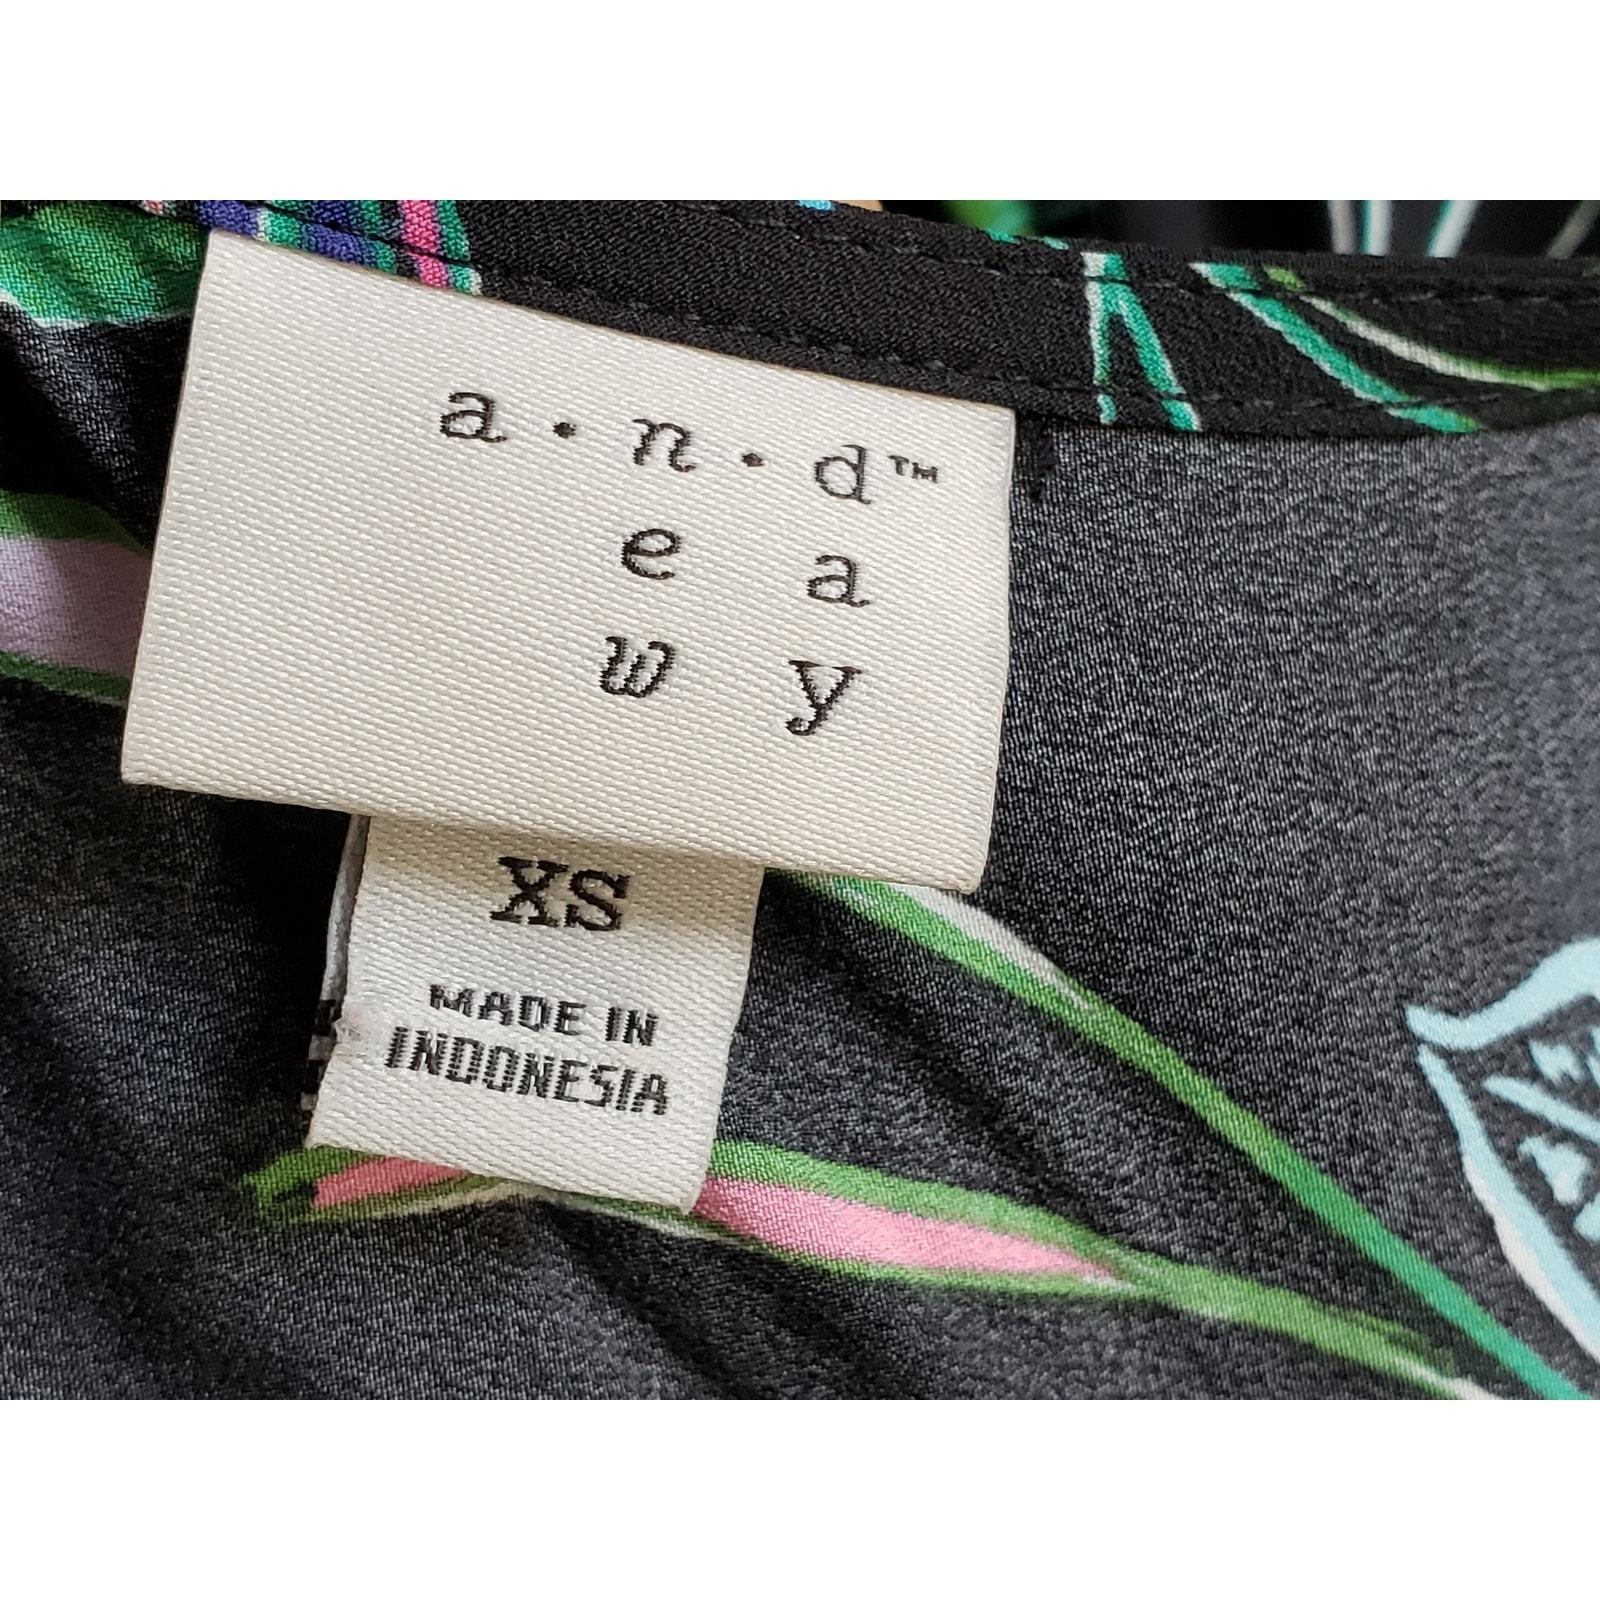 a·n·d™
e a
w y
XS
MADE IN
INDONESIA